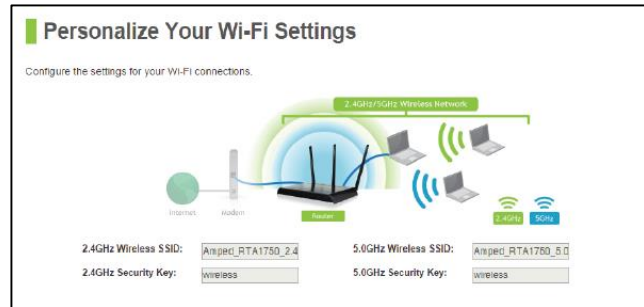 Personalize Your Wi-Fi Settings
Configure the settings for your Wi-Fi connections.
2.4GHz/5GHz Wireless Network
Internet
Modem
Router
2.4GHz 5GHz
2.4GHz Wireless SSID: Amped_RTA1750_2.4 5.0GHz Wireless SSID: Amped_RTA1750_5.0
2.4GHz Security Key: wireless 5.0GHz Security Key: wireless